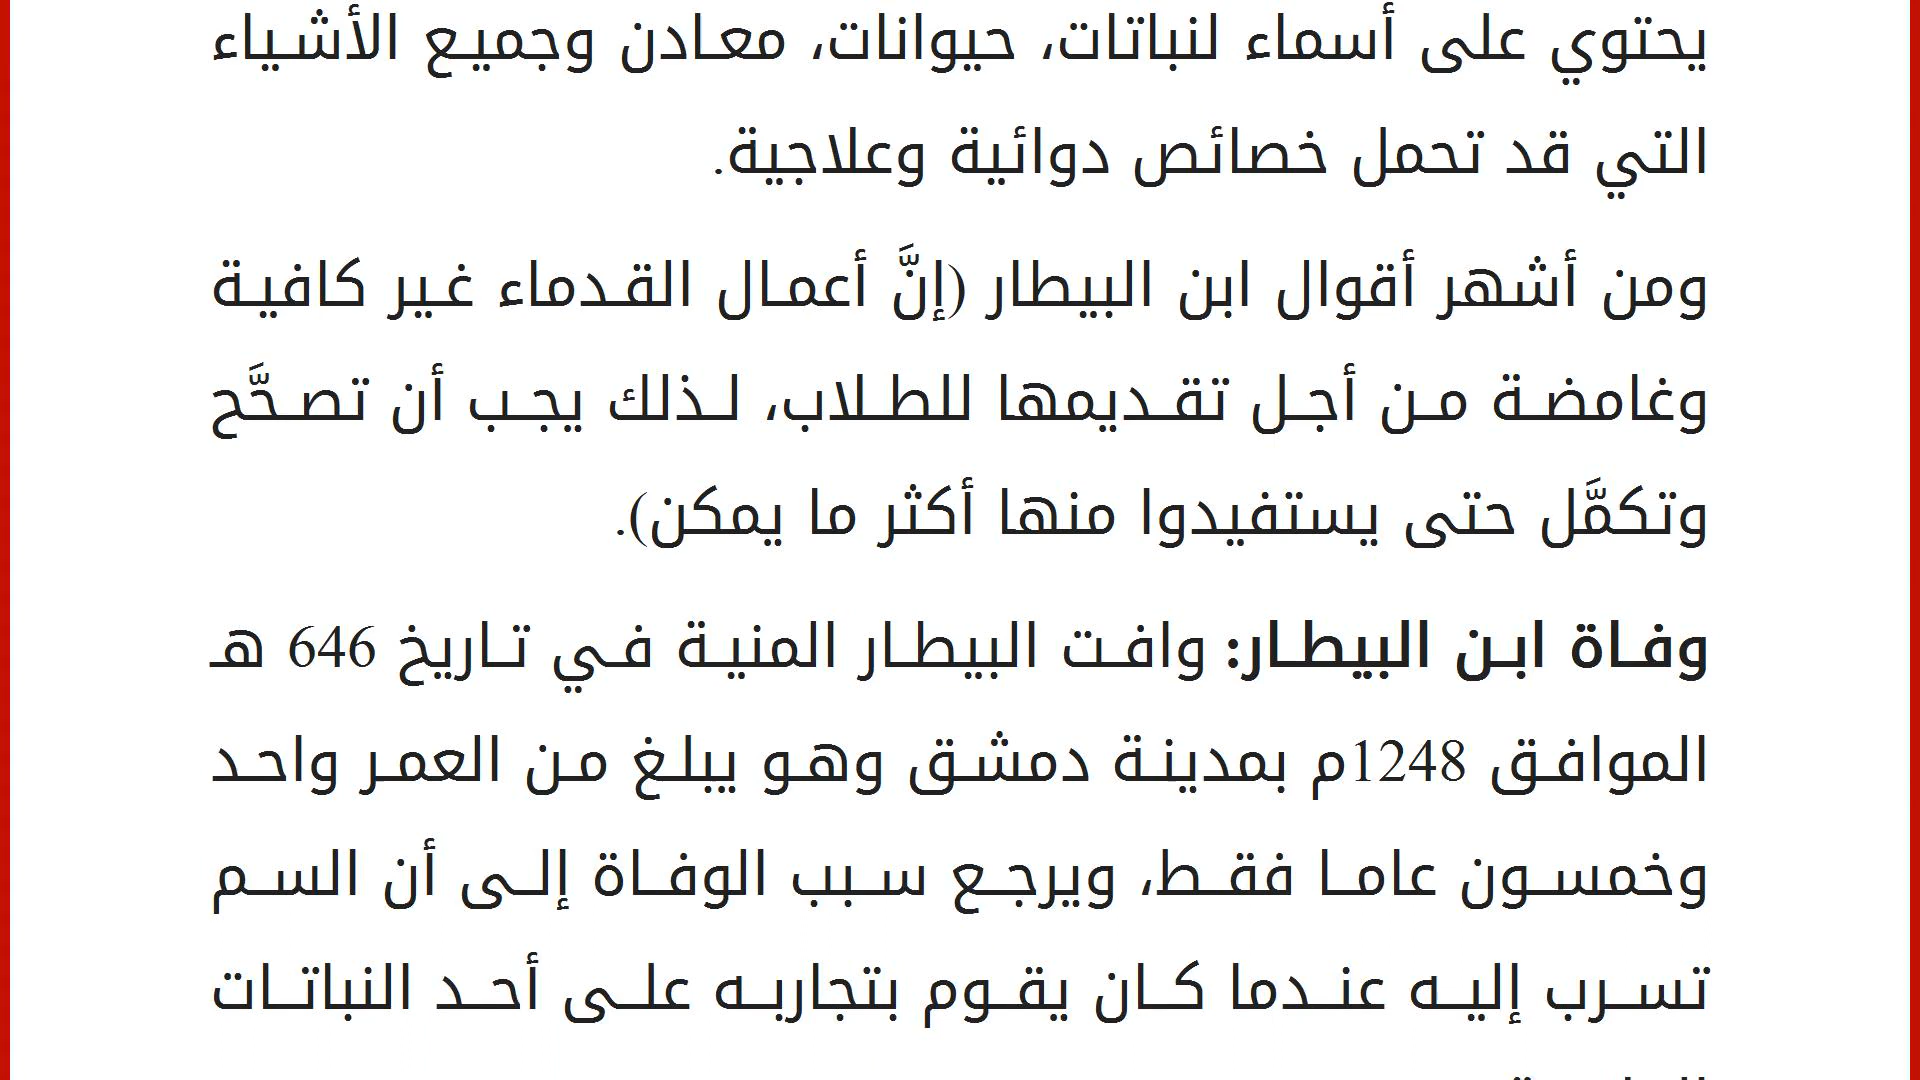 يحتوي على أسماء لنباتات، حيوانات، معادن وجميع الأشياء
التي قد تحمل خصائص دوائية وعلاجية.
ومن أشهر أقوال ابن البيطار (إنَّ أعمال القدماء غير كافية
وغامضة من أجل تقديمها للطلاب، لذلك يجب أن تصحَّح
وتكمَّل حتى يستفيدوا منها أكثر ما يمكن).
وفاة ابن البيطار: وافت البيطار المنية في تاريخ 646 هـ
الموافق 1248م بمدينة دمشق وهو يبلغ من العمر واحد
وخمسون عاما فقط، ويرجع سبب الوفاة إلى أن السم
تسرب إليه عندما كان يقوم بتجاربه على أحد النباتات